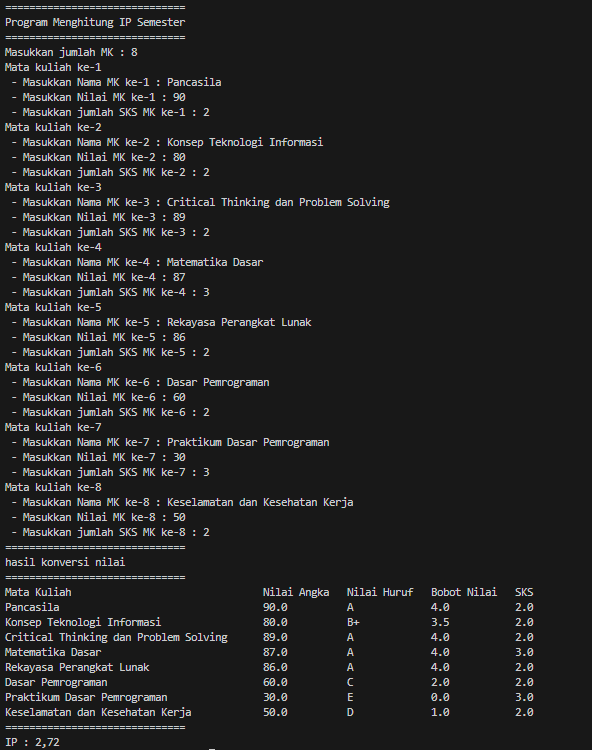 ==============================
Program Menghitung IP Semester
==============================
Masukkan jumlah MK : 8
Mata kuliah ke-1
 - Masukkan Nama MK ke-1 : Pancasila
 - Masukkan Nilai MK ke-1 : 90
 - Masukkan jumlah SKS MK ke-1 : 2
Mata kuliah ke-2
 - Masukkan Nama MK ke-2 : Konsep Teknologi Informasi
 - Masukkan Nilai MK ke-2 : 80
 - Masukkan jumlah SKS MK ke-2 : 2
Mata kuliah ke-3
 - Masukkan Nama MK ke-3 : Critical Thinking dan Problem Solving
 - Masukkan Nilai MK ke-3 : 89
 - Masukkan jumlah SKS MK ke-3 : 2
Mata kuliah ke-4
 - Masukkan Nama MK ke-4 : Matematika Dasar
 - Masukkan Nilai MK ke-4 : 87
 - Masukkan jumlah SKS MK ke-4 : 3
Mata kuliah ke-5
 - Masukkan Nama MK ke-5 : Rekayasa Perangkat Lunak
 - Masukkan Nilai MK ke-5 : 86
 - Masukkan jumlah SKS MK ke-5 : 2
Mata kuliah ke-6
 - Masukkan Nama MK ke-6 : Dasar Pemrograman
 - Masukkan Nilai MK ke-6 : 60
 - Masukkan jumlah SKS MK ke-6 : 2
Mata kuliah ke-7
 - Masukkan Nama MK ke-7 : Praktikum Dasar Pemrograman
 - Masukkan Nilai MK ke-7 : 30
 - Masukkan jumlah SKS MK ke-7 : 3
Mata kuliah ke-8
 - Masukkan Nama MK ke-8 : Keselamatan dan Kesehatan Kerja
 - Masukkan Nilai MK ke-8 : 50
 - Masukkan jumlah SKS MK ke-8 : 2
==============================
hasil konversi nilai
==============================
Mata Kuliah Nilai Angka Nilai Huruf Bobot Nilai SKS
Pancasila 90.0 A 4.0 2.0
Konsep Teknologi Informasi 80.0 B+ 3.5 2.0
Critical Thinking dan Problem Solving 89.0 A 4.0 2.0
Matematika Dasar 87.0 A 4.0 3.0
Rekayasa Perangkat Lunak 86.0 A 4.0 2.0
Dasar Pemrograman 60.0 C 2.0 2.0
Praktikum Dasar Pemrograman 30.0 E 0.0 3.0
Keselamatan dan Kesehatan Kerja 50.0 D 1.0 2.0
==============================
IP : 2,72